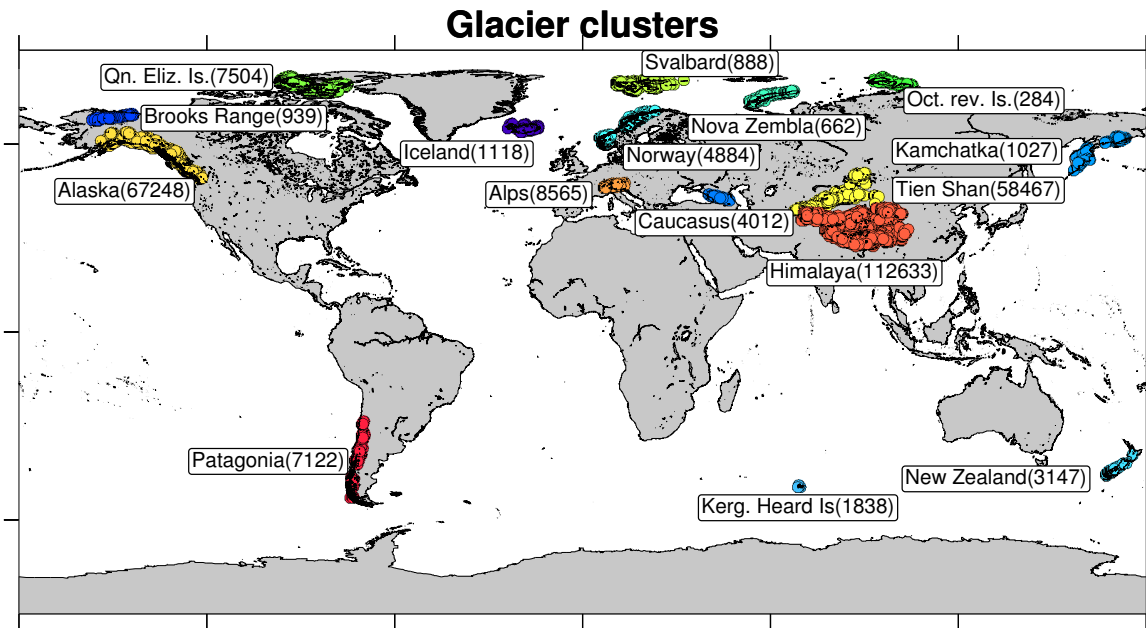 Glacier clusters
Svalbard(888)
Qn. Eliz. Is.(7504)
Oct. rev. Is.(284)
Brooks Range(939)
Nova Zembla(662)
Iceland(1118)
Norway(4884)
Kamchatka(1027)
Alaska(67248)
Alps(8565)
Tien Shan(58467)
Caucasus(4012)
Himalaya(112633)
Patagonia(7122)
New Zealand(3147)
Kerg. Heard Is(1838)